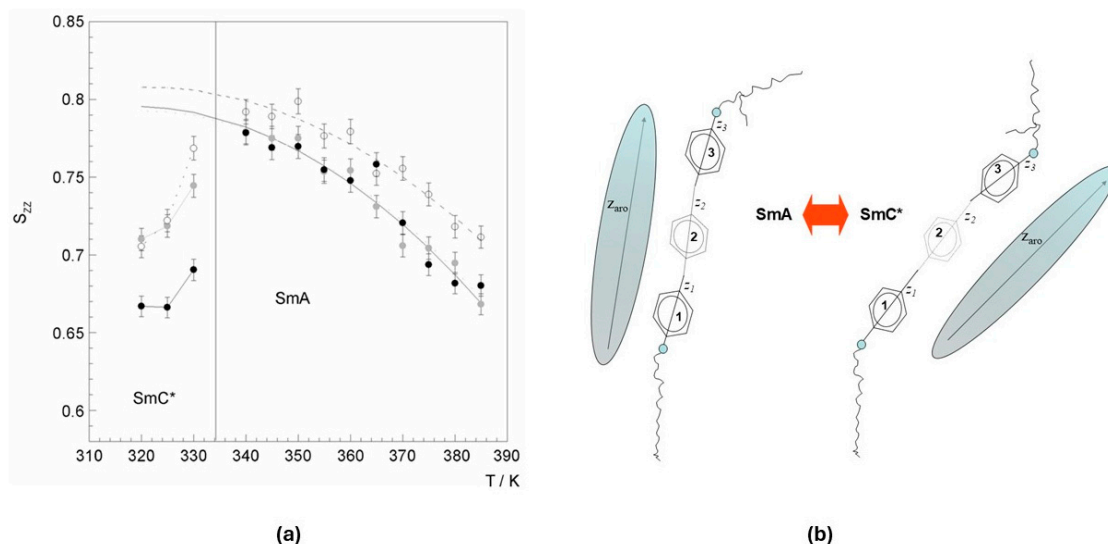 0.85
0.8
0.75
0.7
0.65
0.6
S_ZZ
SmC*
SmA
310 320 330 340 350 360 370 380 390
T / K
(a)
z_3
3
z_aro
z_2
2
z_1
1
SmA SmC*
3
z_3
z_2
2
z_aro
z_1
1
(b)